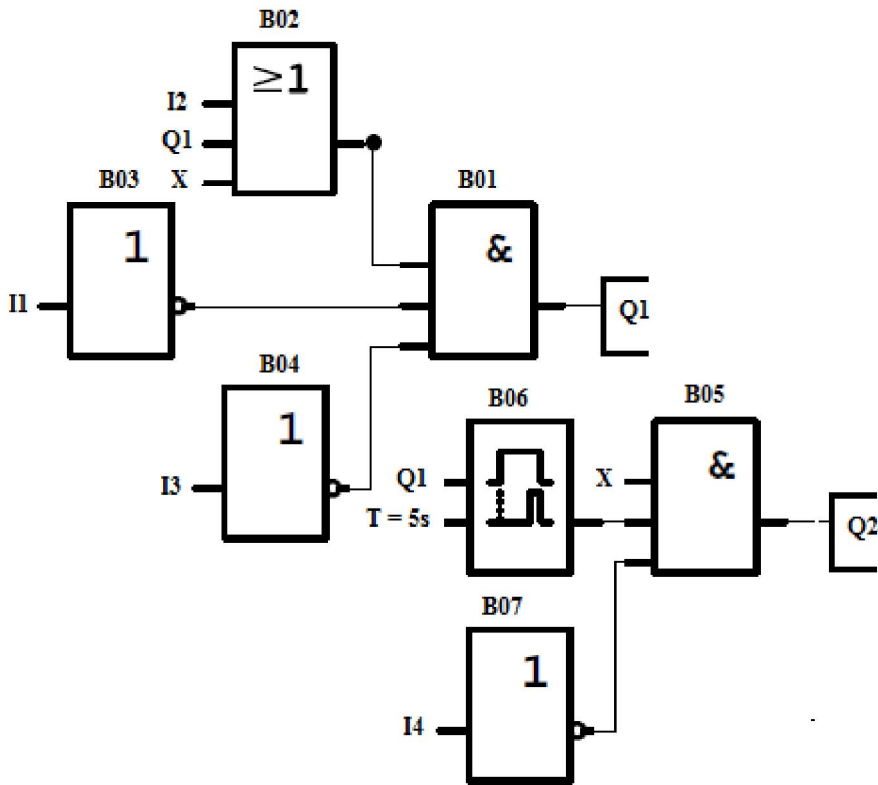 B02
≥1
I2
Q1
X
B03
1
I1
B01
&
Q1
B04
1
I3
B06
Q1
T = 5s
B05
X
&
Q2
B07
1
I4